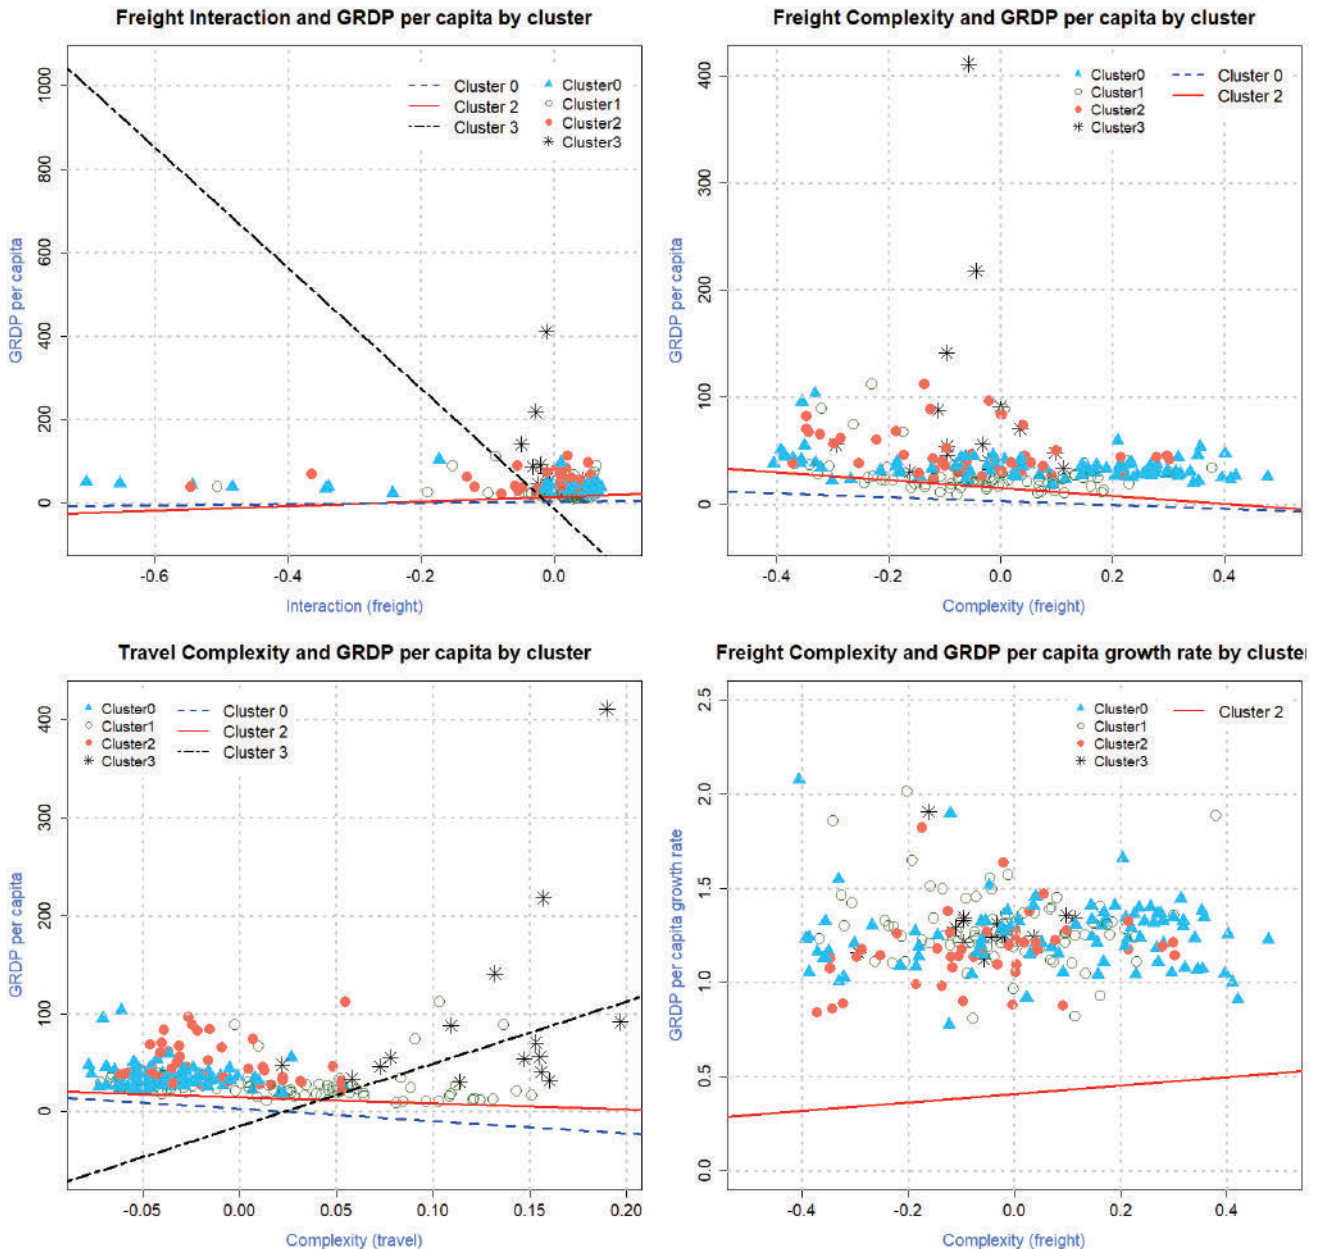 Freight Interaction and GRDP per capita by cluster
Cluster 0
Cluster 2
Cluster 3
Cluster0
Cluster1
Cluster2
Cluster3
GRDP per capita
1000
800
600
400
200
0
-0.6 -0.4 -0.2 0.0
Interaction (freight)
Freight Complexity and GRDP per capita by cluster
Cluster0
Cluster1
Cluster2
Cluster3
Cluster 0
Cluster 2
GRDP per capita
400
300
200
100
0
-0.4 -0.2 0.0 0.2 0.4
Complexity (freight)
Travel Complexity and GRDP per capita by cluster
Cluster0
Cluster1
Cluster2
Cluster3
Cluster 0
Cluster 2
Cluster 3
GRDP per capita
400
300
200
100
0
-0.05 0.00 0.05 0.10 0.15 0.20
Complexity (travel)
Freight Complexity and GRDP per capita growth rate by cluster
Cluster0
Cluster1
Cluster2
Cluster3
Cluster 2
GRDP per capita growth rate
2.5
2.0
1.5
1.0
0.5
0.0
-0.4 -0.2 0.0 0.2 0.4
Complexity (freight)